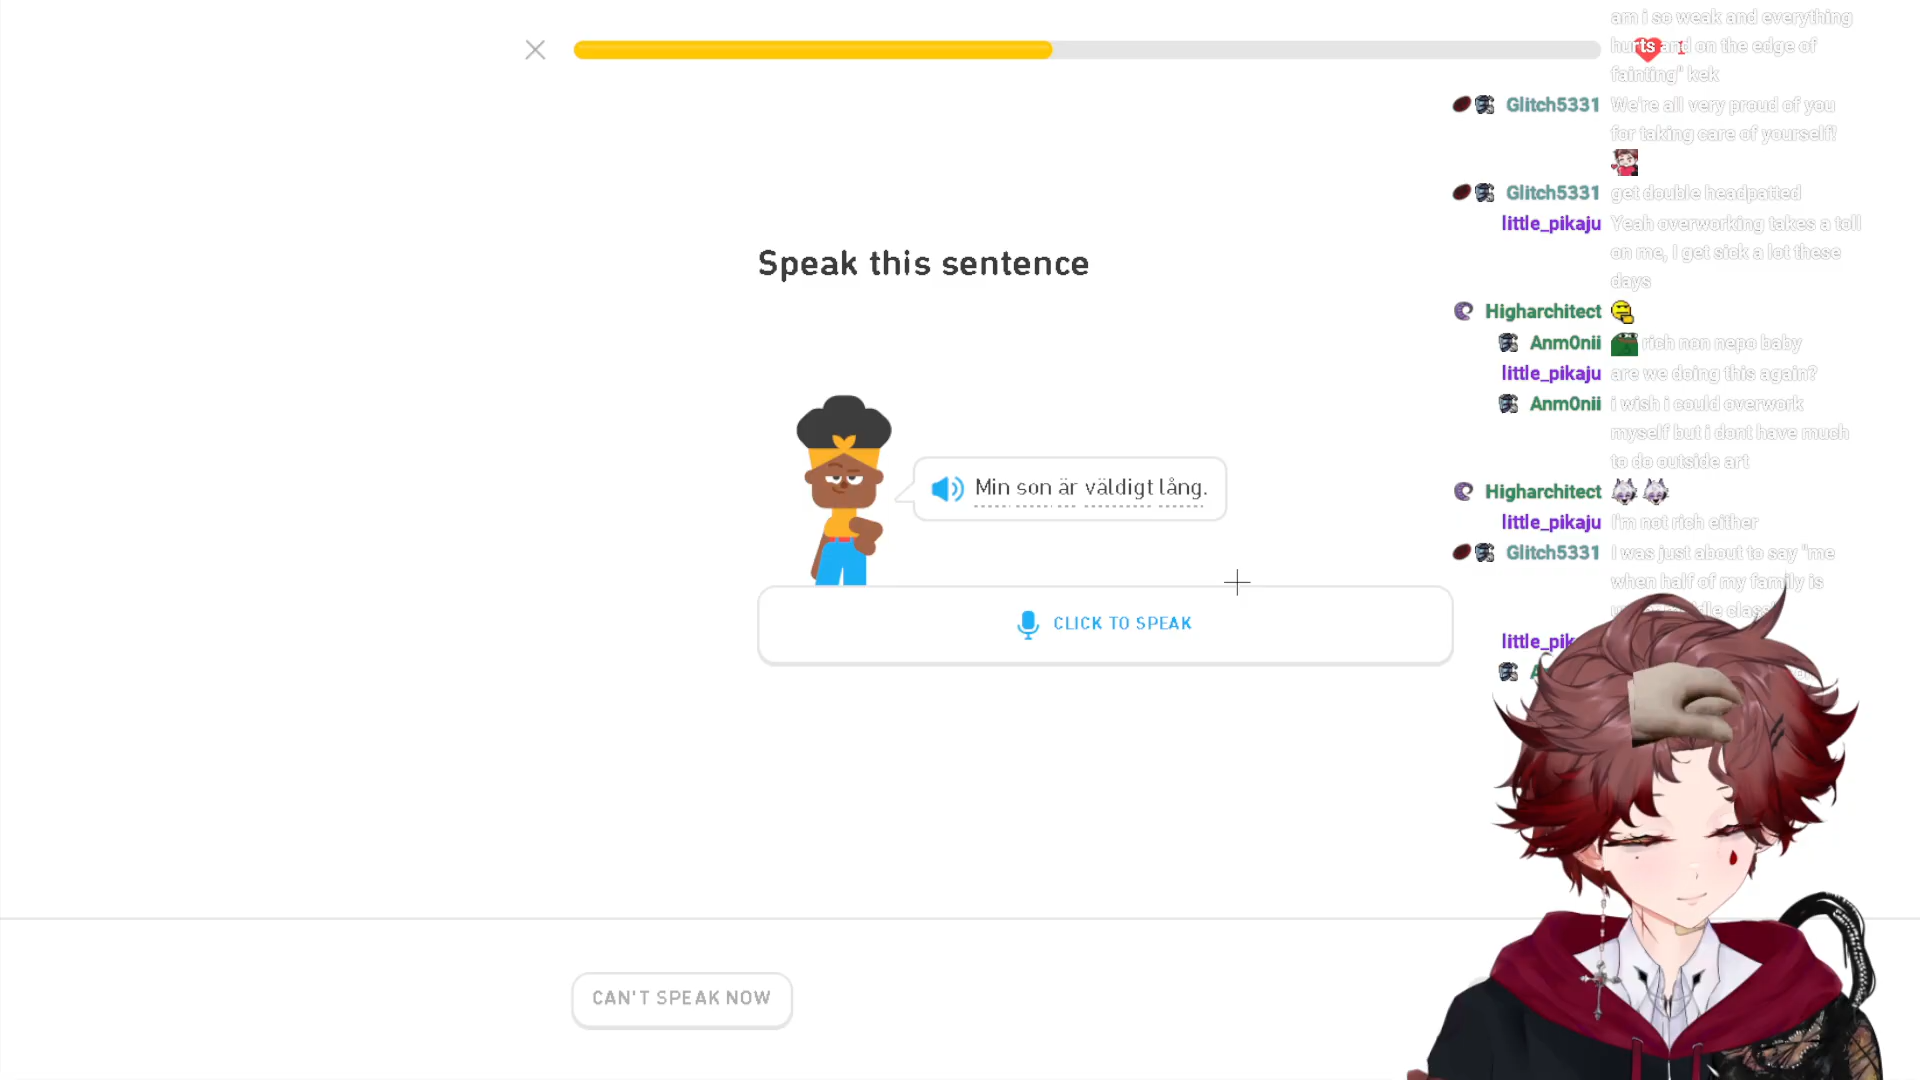 am i so weak and everything
hurts and on the edge of
fainting" kek
1
Glitch5331 We're all very proud of you
for taking care of yourself!
Glitch5331 get double headpatted
little_pikaju Yeah overworking takes a toll
on me, I get sick a lot these
days
Higharchitect
Anm0nii rich non nepo baby
little_pikaju are we doing this again?
Anm0nii i wish i could overwork
myself but i dont have much
to do outside art
Higharchitect
little_pikaju I'm not rich either
Glitch5331 I was just about to say "me
when half of my family is
Speak this sentence
Min son är väldigt lång.
CLICK TO SPEAK
CAN'T SPEAK NOW